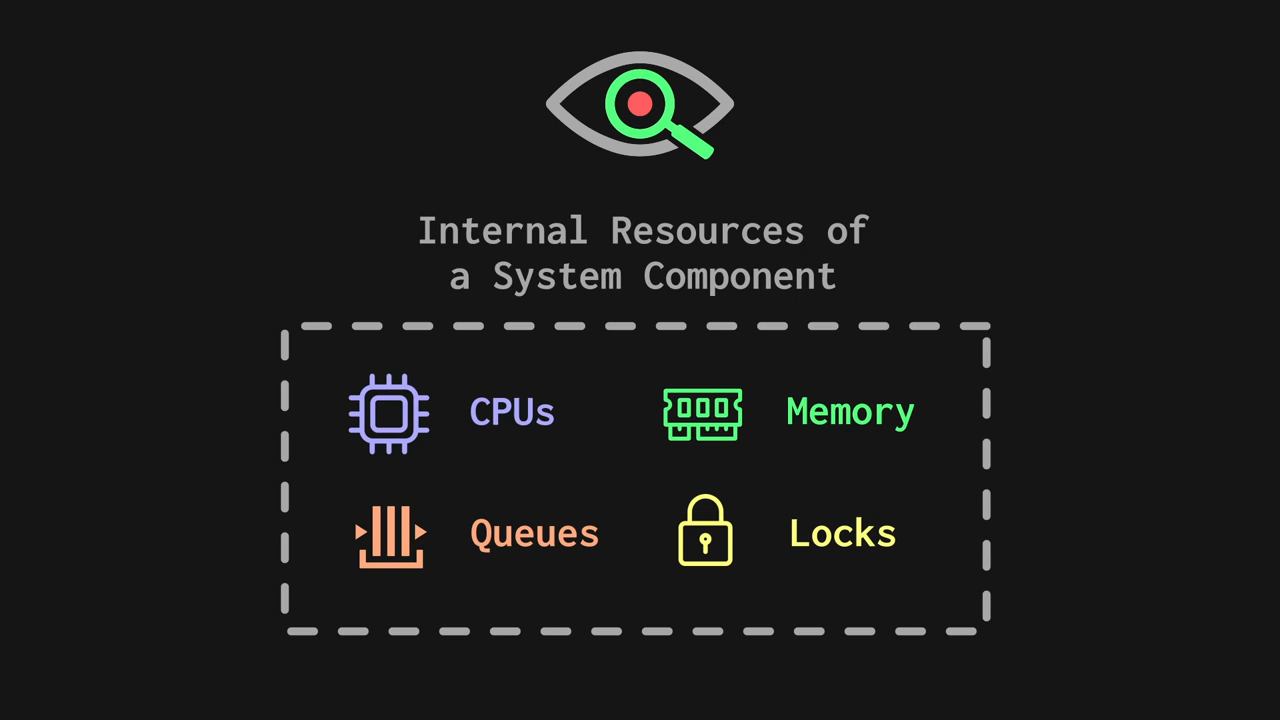 Internal Resources of
a System Component
CPUs
Memory
Queues
Locks